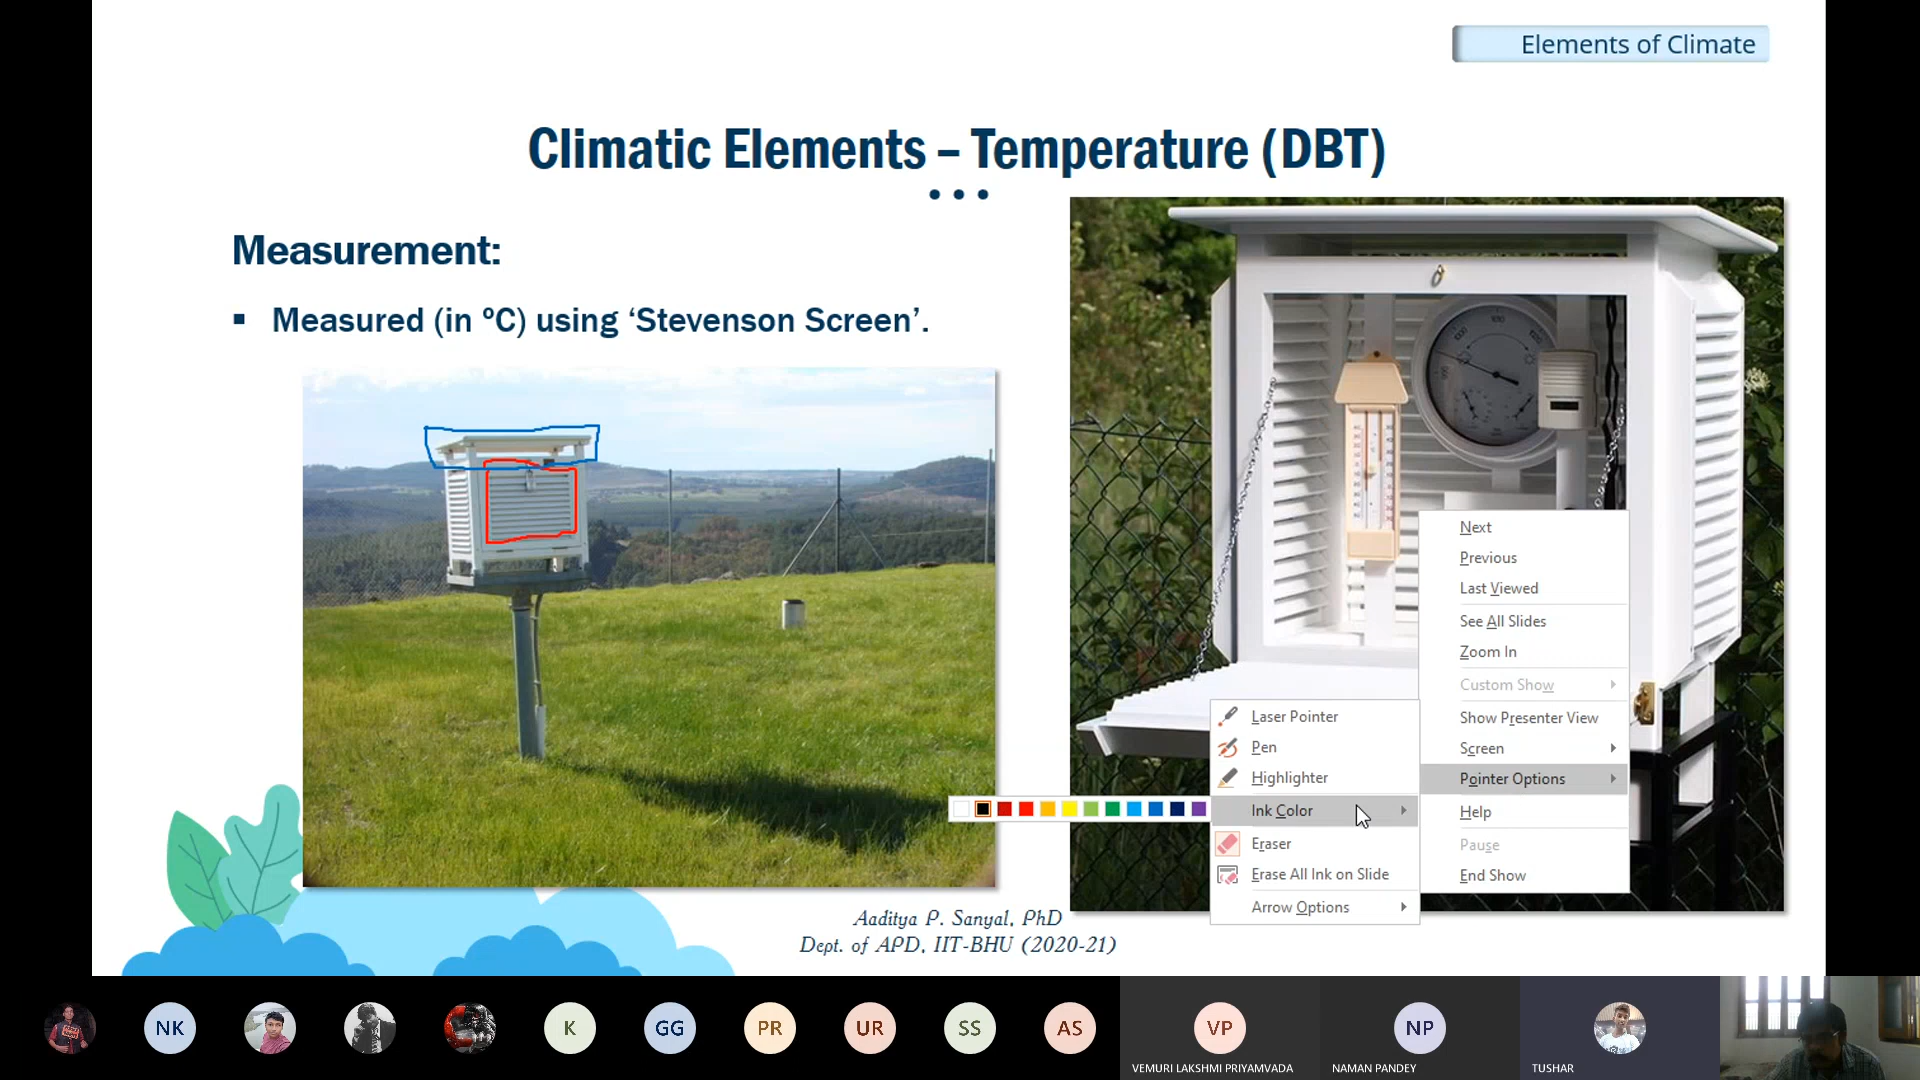 Elements of Climate
Climatic Elements – Temperature (DBT)
Measurement:
▪ Measured (in ºC) using ‘Stevenson Screen’.
Next
Previous
Last Viewed
See All Slides
Zoom In
Custom Show
Show Presenter View
Screen
Pointer Options
Help
Pause
End Show
Laser Pointer
Pen
Highlighter
Ink Color
Eraser
Erase All Ink on Slide
Arrow Options
Aaditya P. Sanyal, PhD
Dept. of APD, IIT-BHU (2020-21)
NK
K
GG
PR
UR
SS
AS
VP
NP
VEMURI LAKSHMI PRIYAMVADA
NAMAN PANDEY
TUSHAR